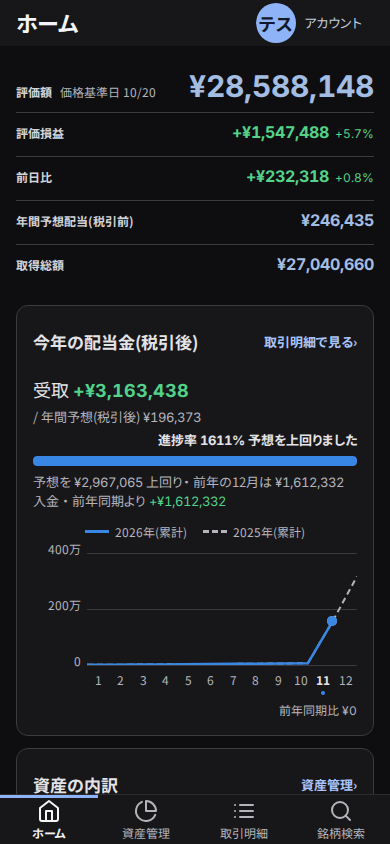 ホーム
テス アカウント
評価額 価格基準日 10/20 ¥28,588,148
評価損益 +¥1,547,488 +5.7%
前日比 +¥232,318 +0.8%
年間予想配当(税引前) ¥246,435
取得総額 ¥27,040,660
今年の配当金(税引後) 取引明細で見る›
受取 +¥3,163,438
/ 年間予想(税引後) ¥196,373
進捗率 1611% 予想を上回りました
予想を ¥2,967,065 上回り・前年の12月は ¥1,612,332
入金・前年同期より +¥1,612,332
2026年(累計) 2025年(累計)
400万
200万
0
1 2 3 4 5 6 7 8 9 10 11 12
前年同期比 ¥0
資産の内訳 資産管理›
ホーム 資産管理 取引明細 銘柄検索